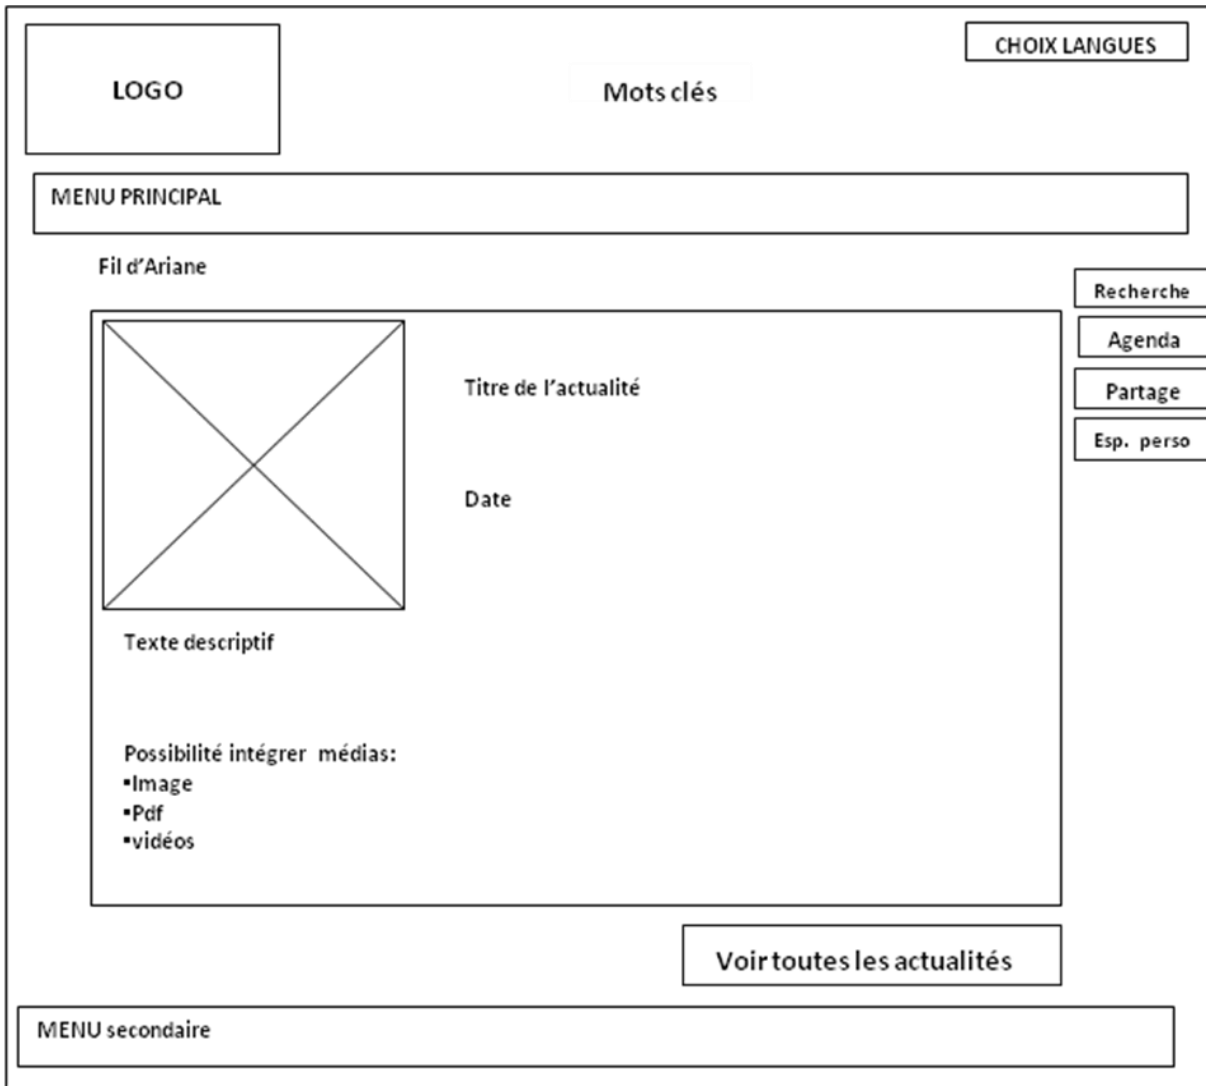 CHOIX LANGUES
LOGO
Mots clés
MENU PRINCIPAL
Fil d'Ariane
Recherche
Agenda
Partage
Esp. perso
Titre de l'actualité
Date
Texte descriptif
Possibilité intégrer médias:
▪Image
▪Pdf
▪vidéos
Voir toutes les actualités
MENU secondaire